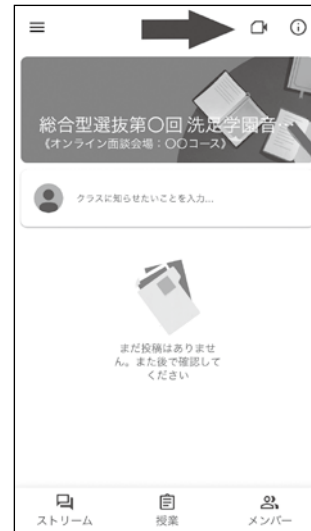 総合型選抜第〇回 洗足学園音…
《オンライン面談会場：〇〇コース》
クラスに知らせたいことを入力...
まだ投稿はありませ
ん。また後で確認して
ください
ストリーム
授業
メンバー